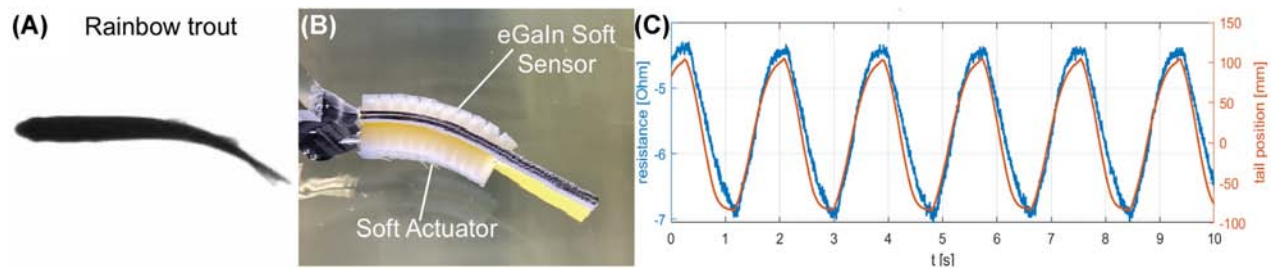 (A) Rainbow trout
(B)
eGaIn Soft
Sensor
Soft Actuator
(C)
resistance [Ohm]
-5
-6
-7
150
100
50
0
-50
-100
tail position [mm]
0 1 2 3 4 5 6 7 8 9 10
t [s]